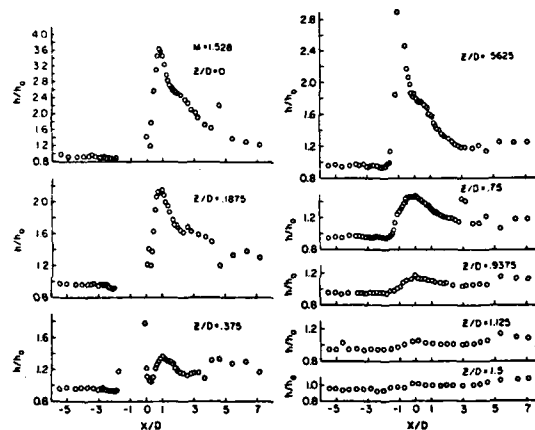 h/h₀
4.0
3.6
3.2
2.8
2.4
2.0
1.6
1.2
0.8
M=1.528
Z/D=0
h/h₀
2.0
1.6
1.2
0.8
Z/D=.1875
h/h₀
1.6
1.2
0.8
Z/D=.375
-5 -3 -1 0 1 3 5 7
X/D
h/h₀
2.8
2.4
2.0
1.6
1.2
0.8
Z/D=.5625
h/h₀
1.2
0.8
Z/D=.75
h/h₀
1.2
0.8
Z/D=.9375
h/h₀
1.2
0.8
Z/D=1.125
h/h₀
1.2
1.0
0.8
Z/D=1.5
-5 -3 -1 0 1 3 5 7
X/D